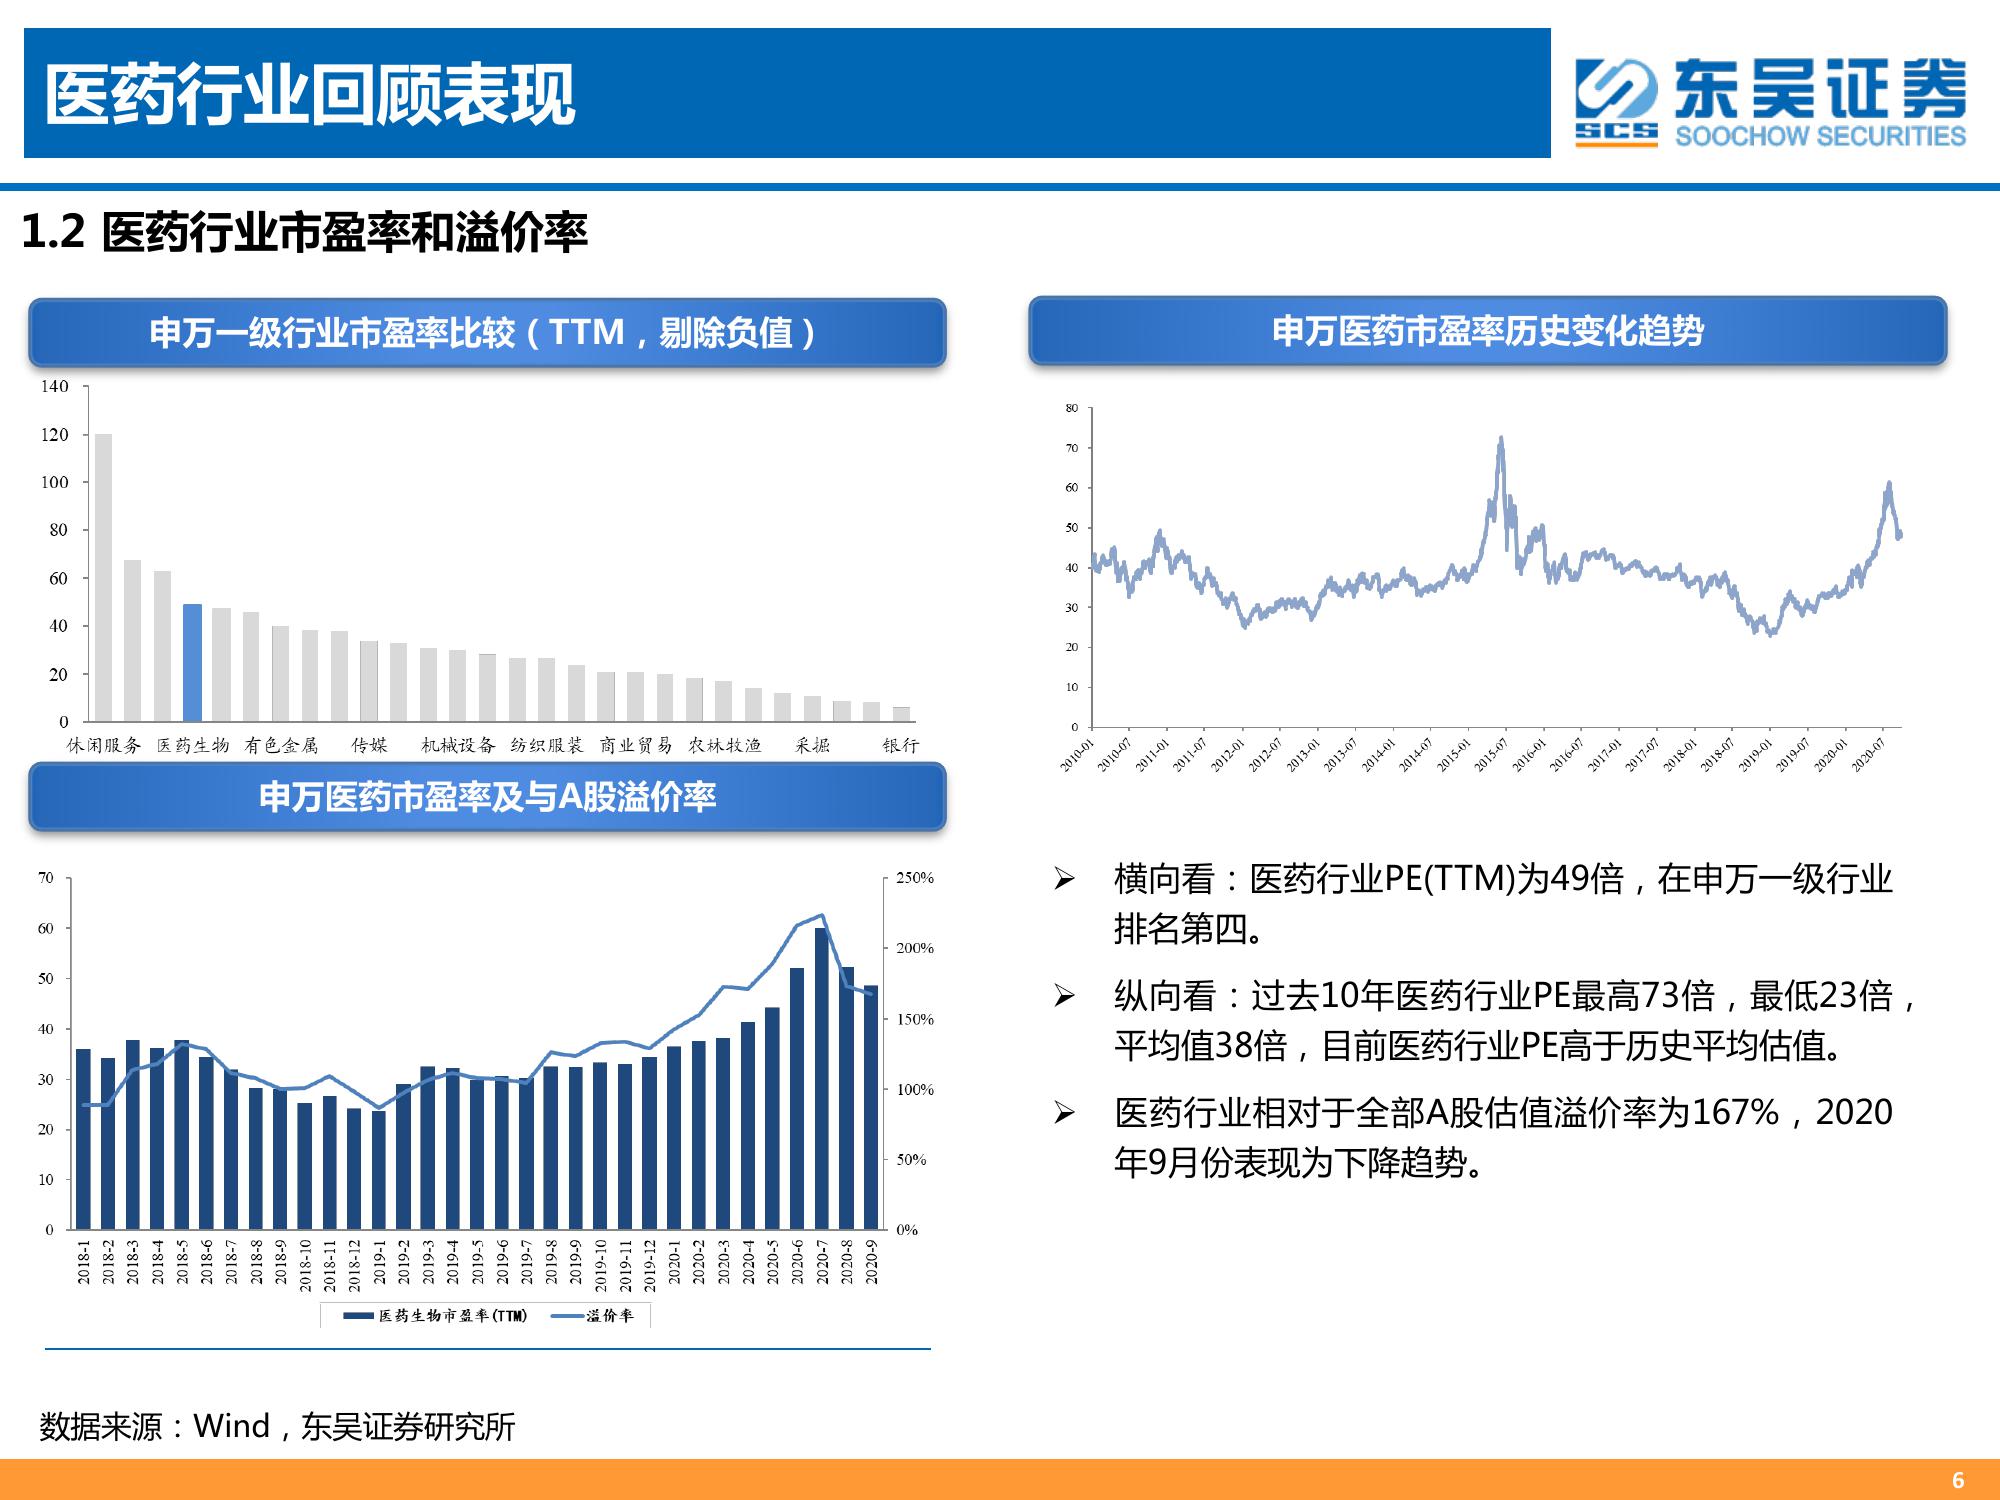 医药行业回顾表现
东吴证券
SCS
SOOCHOW SECURITIES
1.2 医药行业市盈率和溢价率
申万一级行业市盈率比较（TTM，剔除负值）
140
120
100
80
60
40
20
0
休闲服务 医药生物 有色金属 传媒 机械设备 纺织服装 商业贸易 农林牧渔 采掘 银行
申万医药市盈率历史变化趋势
80
70
60
50
40
30
20
10
0
2010-01 2010-07 2011-01 2011-07 2012-01 2012-07 2013-01 2013-07 2014-01 2014-07 2015-01 2015-07 2016-01 2016-07 2017-01 2017-07 2018-01 2018-07 2019-01 2019-07 2020-01 2020-07
申万医药市盈率及与A股溢价率
70
60
50
40
30
20
10
0
250%
200%
150%
100%
50%
0%
2018-1 2018-2 2018-3 2018-4 2018-5 2018-6 2018-7 2018-8 2018-9 2018-10 2018-11 2018-12 2019-1 2019-2 2019-3 2019-4 2019-5 2019-6 2019-7 2019-8 2019-9 2019-10 2019-11 2019-12 2020-1 2020-2 2020-3 2020-4 2020-5 2020-6 2020-7 2020-8 2020-9
医药生物市盈率(TTM) 溢价率
➢ 横向看：医药行业PE(TTM)为49倍，在申万一级行业
排名第四。
➢ 纵向看：过去10年医药行业PE最高73倍，最低23倍，
平均值38倍，目前医药行业PE高于历史平均估值。
➢ 医药行业相对于全部A股估值溢价率为167%，2020
年9月份表现为下降趋势。
数据来源：Wind，东吴证券研究所
6